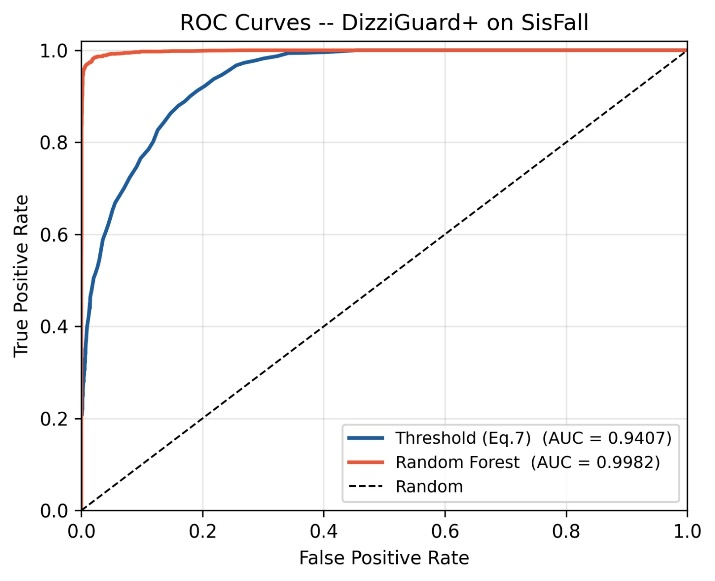 ROC Curves -- DizziGuard+ on SisFall
True Positive Rate
1.0
0.8
0.6
0.4
0.2
0.0
0.0 0.2 0.4 0.6 0.8 1.0
False Positive Rate
Threshold (Eq.7) (AUC = 0.9407)
Random Forest (AUC = 0.9982)
Random